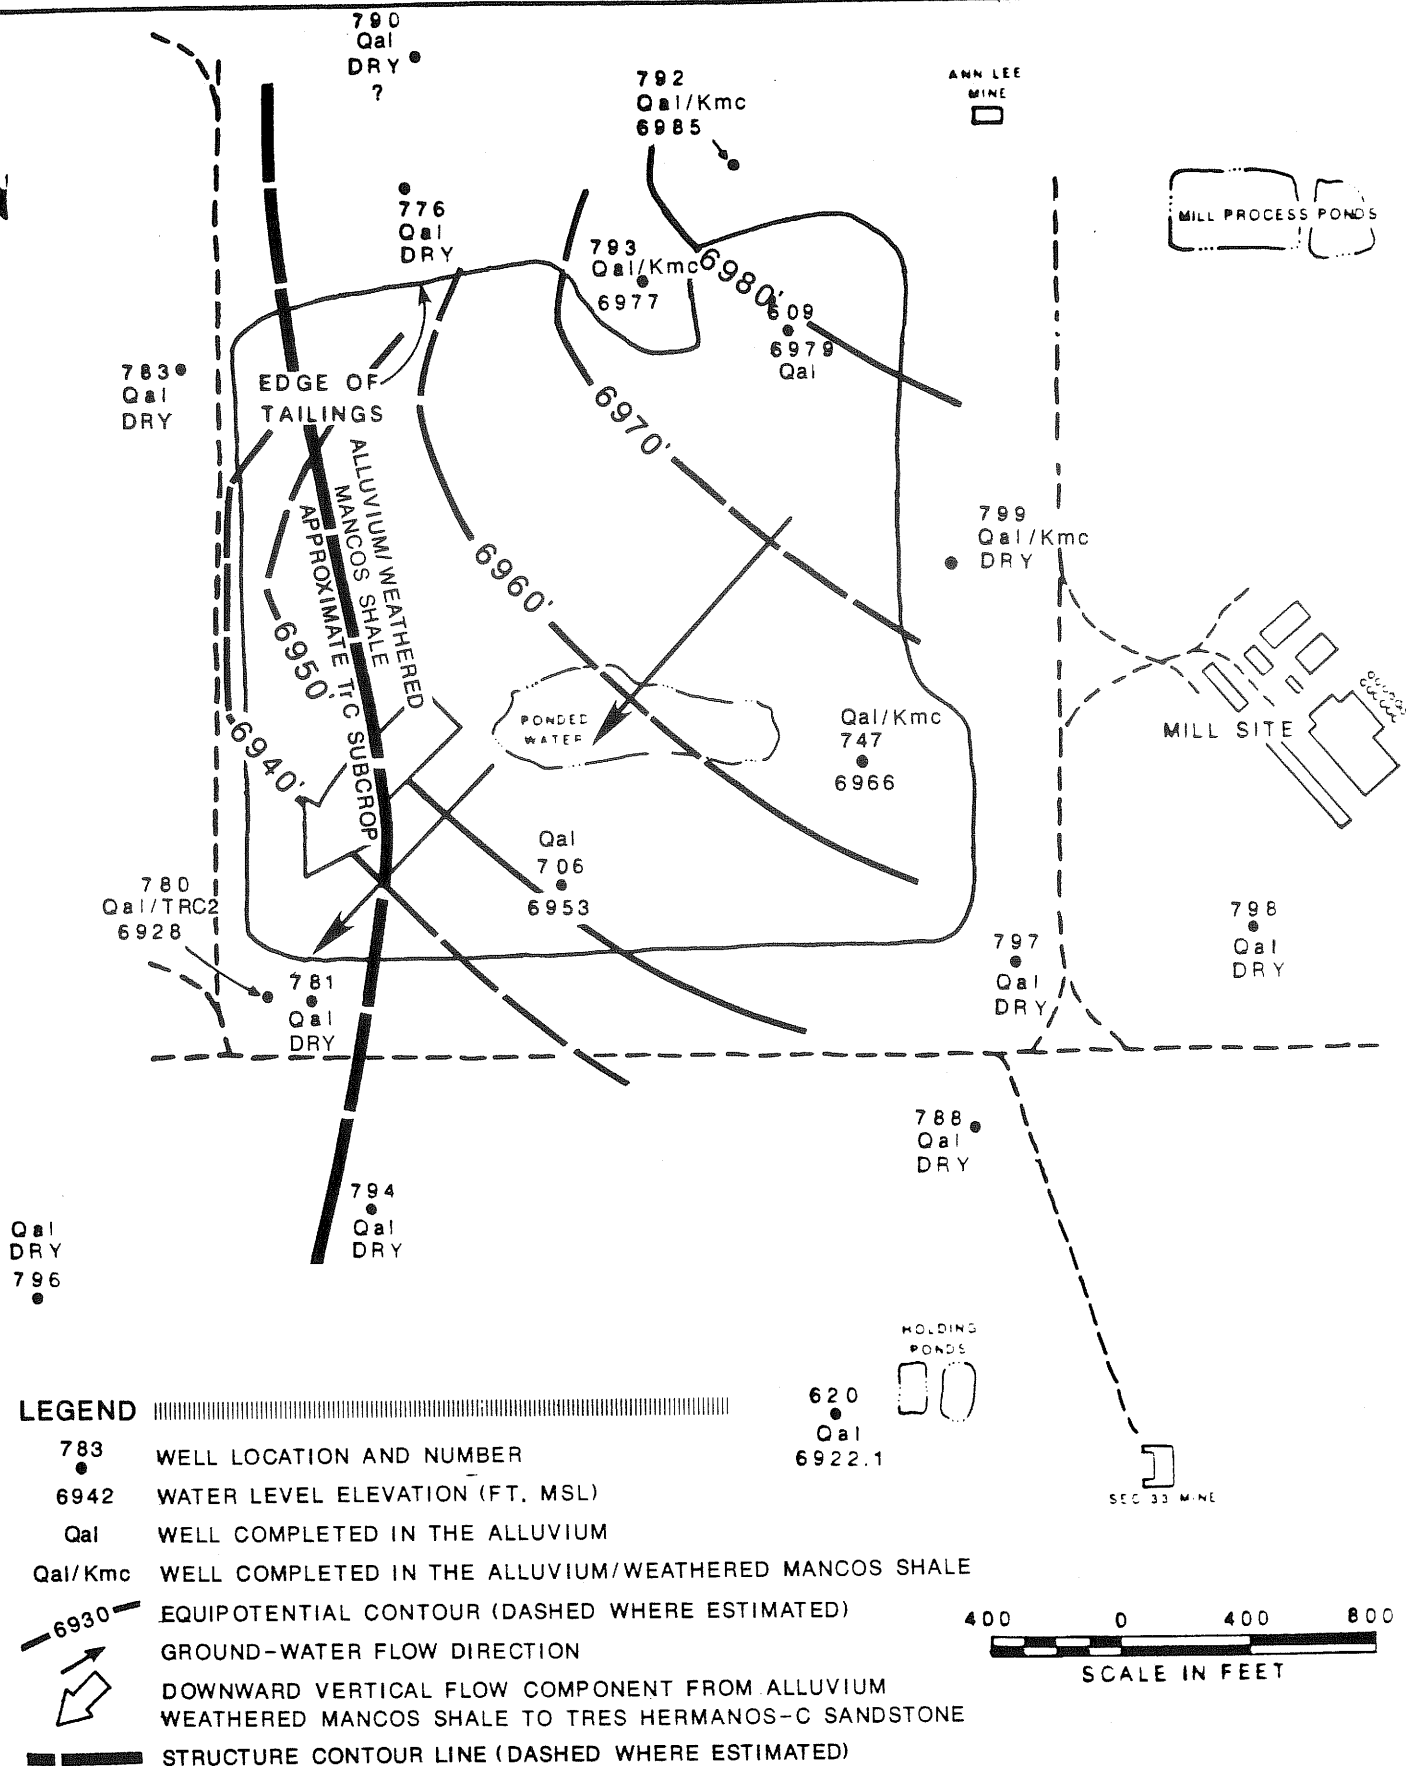 790
Qal
DRY
?
792
Qal/Kmc
6985
ANN LEE
MINE
MILL PROCESS PONDS
776
Qal
DRY
793
Qal/Kmc
6977
6980'
609
6979
Qal
783
Qal
DRY
EDGE OF
TAILINGS
6970'
ALLUVIUM/WEATHERED
MANCOS SHALE
APPROXIMATE TrC SUBCROP
799
Qal/Kmc
DRY
6960'
6950'
6940'
PONDED
WATER
Qal/Kmc
747
6966
MILL SITE
Qal
706
6953
780
Qal/TRC2
6928
781
Qal
DRY
797
Qal
DRY
798
Qal
DRY
788
Qal
DRY
794
Qal
DRY
Qal
DRY
796
HOLDING
PONDS
620
Qal
6922.1
SEC 33 MINE
LEGEND
783 WELL LOCATION AND NUMBER
6942 WATER LEVEL ELEVATION (FT. MSL)
Qal WELL COMPLETED IN THE ALLUVIUM
Qal/Kmc WELL COMPLETED IN THE ALLUVIUM/WEATHERED MANCOS SHALE
6930 EQUIPOTENTIAL CONTOUR (DASHED WHERE ESTIMATED)
GROUND-WATER FLOW DIRECTION
DOWNWARD VERTICAL FLOW COMPONENT FROM ALLUVIUM
WEATHERED MANCOS SHALE TO TRES HERMANOS-C SANDSTONE
STRUCTURE CONTOUR LINE (DASHED WHERE ESTIMATED)
400 0 400 800
SCALE IN FEET